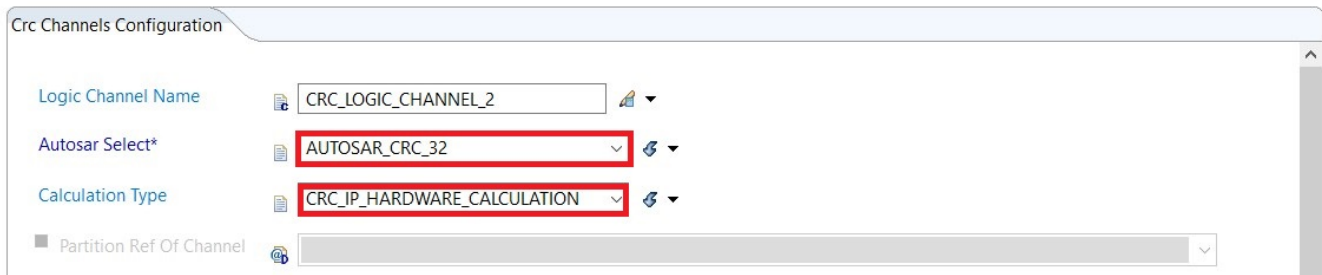 Crc Channels Configuration
Logic Channel Name CRC_LOGIC_CHANNEL_2
Autosar Select* AUTOSAR_CRC_32
Calculation Type CRC_IP_HARDWARE_CALCULATION
Partition Ref Of Channel